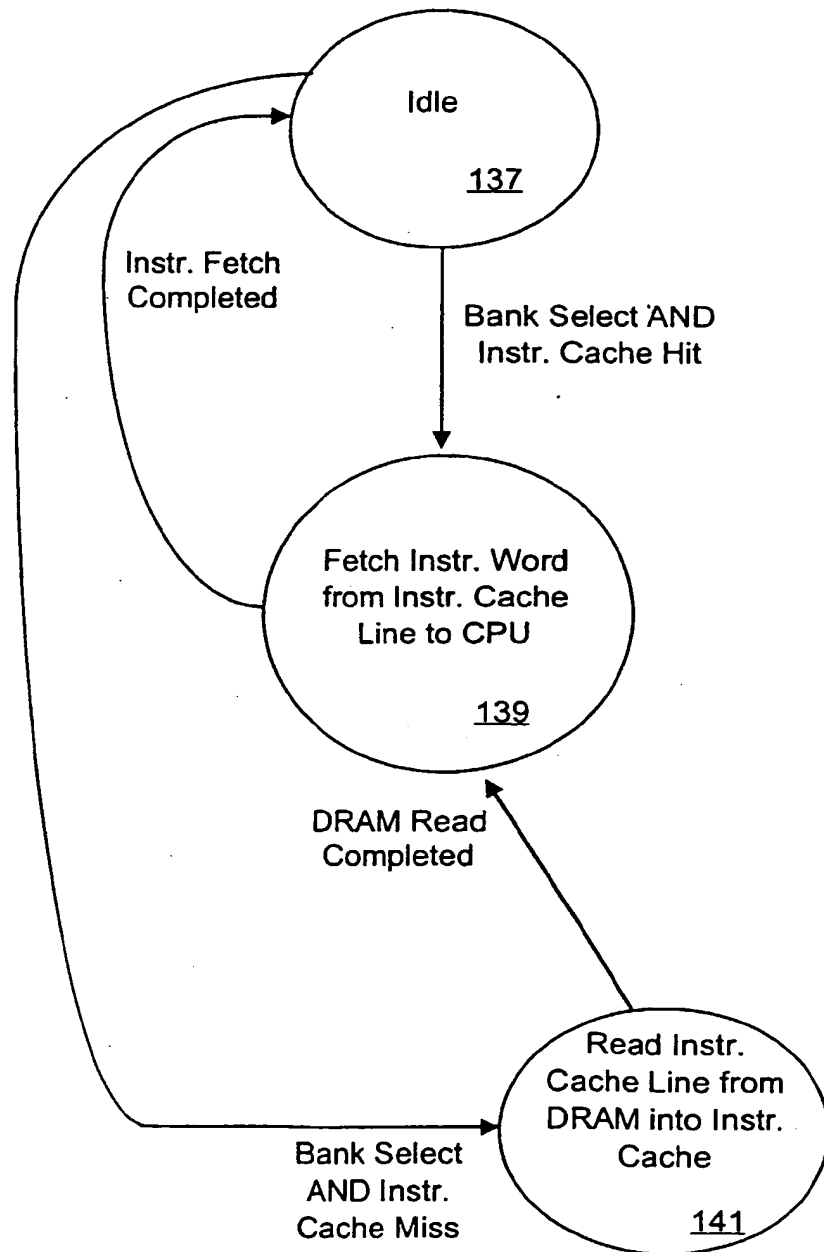 Idle
137
Instr. Fetch
Completed
Bank Select AND
Instr. Cache Hit
Fetch Instr. Word
from Instr. Cache
Line to CPU
139
DRAM Read
Completed
Read Instr.
Cache Line from
DRAM into Instr.
Cache
141
Bank Select
AND Instr.
Cache Miss